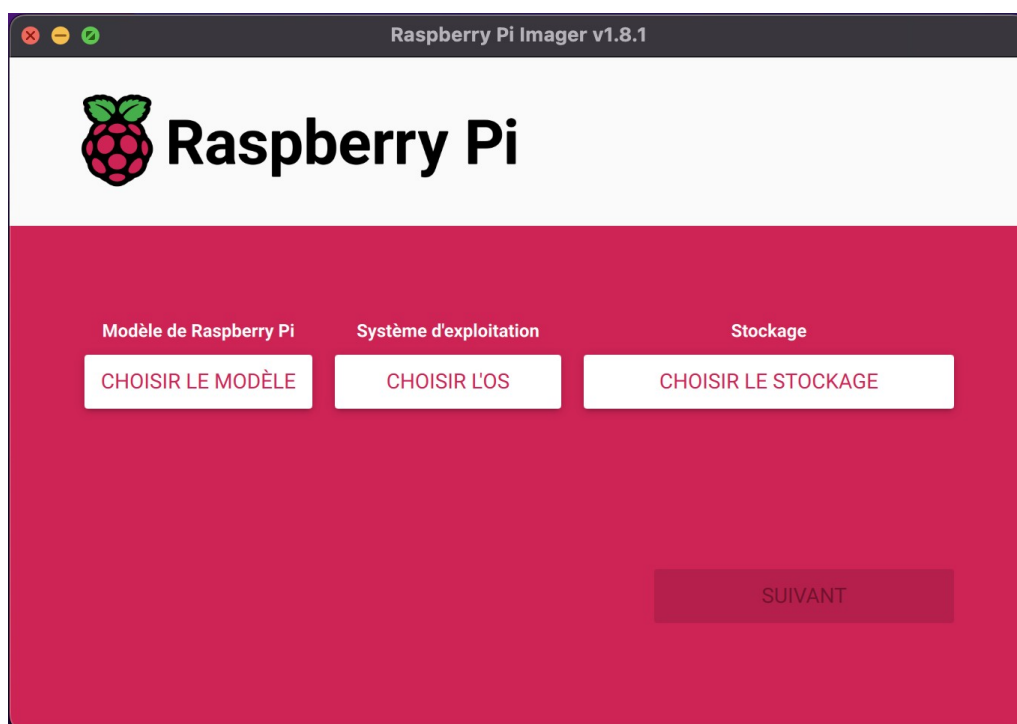 Raspberry Pi Imager v1.8.1
Raspberry Pi
Modèle de Raspberry Pi
Système d'exploitation
Stockage
CHOISIR LE MODÈLE
CHOISIR L'OS
CHOISIR LE STOCKAGE
SUIVANT